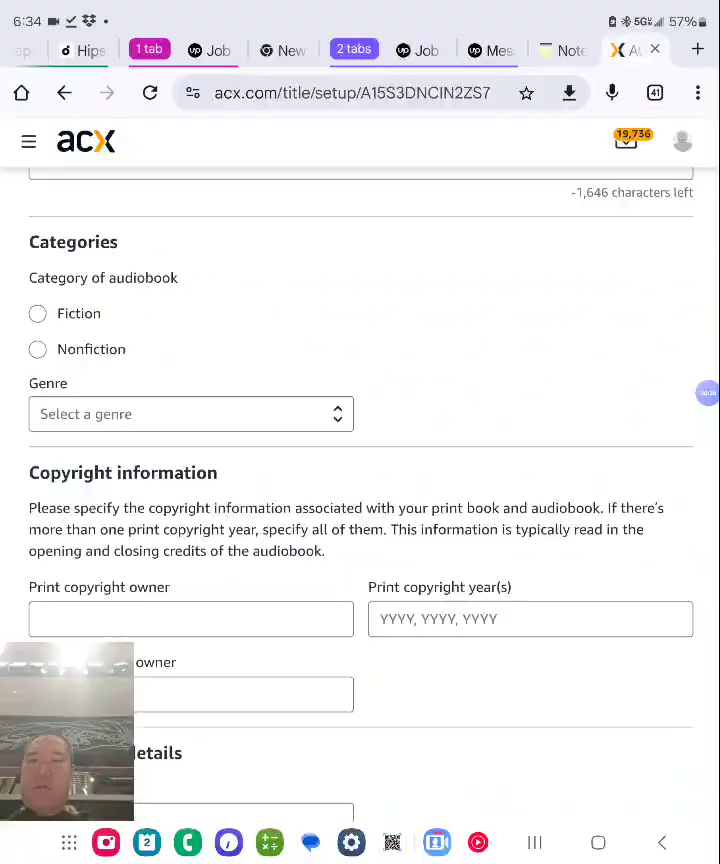 6:34 5G 57%
Hips 1 tab Job New 2 tabs Job Mes Note
acx.com/title/setup/A15S3DNCIN2ZS7 41
acx 19,736
-1,646 characters left
Categories
Category of audiobook
Fiction
Nonfiction
Genre
Select a genre
Copyright information
Please specify the copyright information associated with your print book and audiobook. If there's
more than one print copyright year, specify all of them. This information is typically read in the
opening and closing credits of the audiobook.
Print copyright owner Print copyright year(s)
YYYY, YYYY, YYYY
owner
details
2